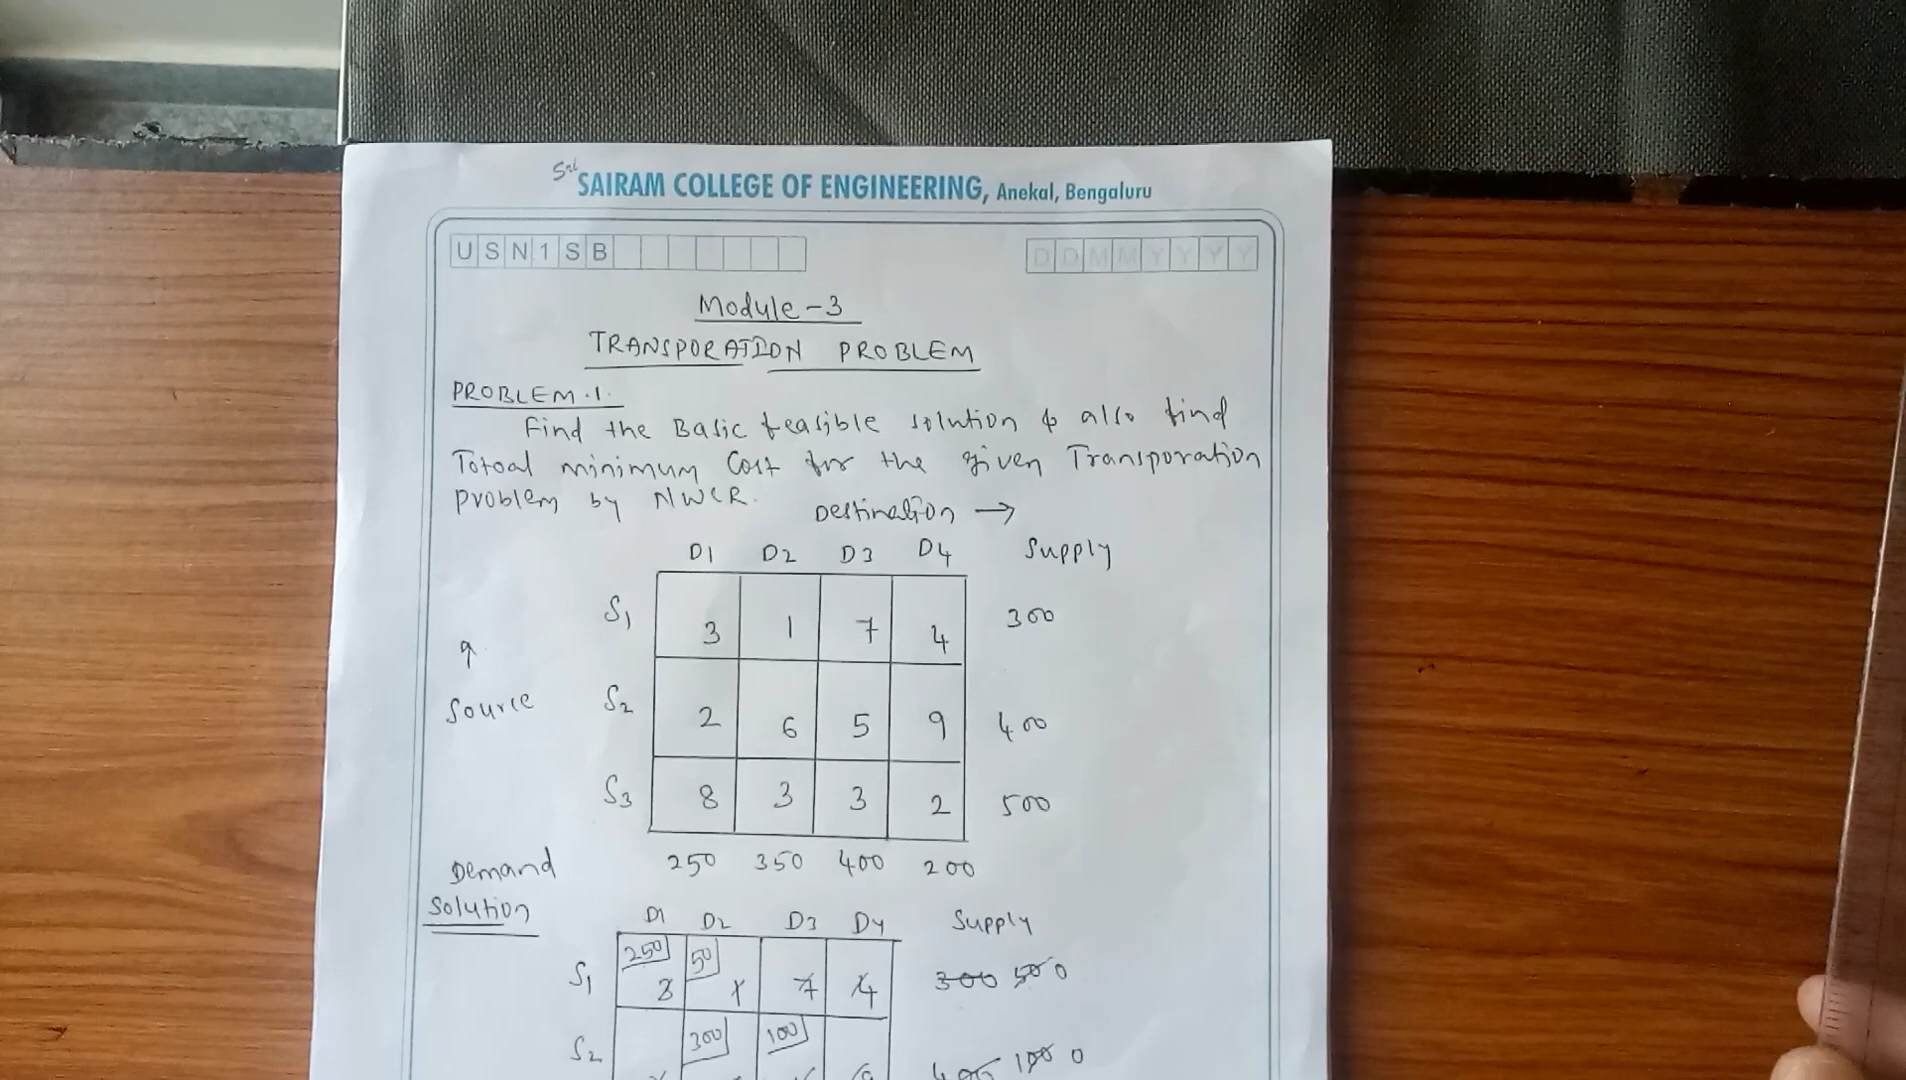 Sri
SAIRAM COLLEGE OF ENGINEERING, Anekal, Bengaluru
USN1SB DDMMYYYY
Module-3
TRANSPORATION PROBLEM
PROBLEM.1.
Find the Basic feasible solution & also find
Totoal minimum Cost for the given Transporation
problem by NWCR.
Destination →
D1 D2 D3 D4 Supply
S1 3 1 7 4 300
↑
Source S2 2 6 5 9 400
S3 8 3 3 2 500
Demand 250 350 400 200
Solution
D1 D2 D3 D4 Supply
250 50
S1 3 1 7 4 300 50 0
300 100
S2 400 100 0